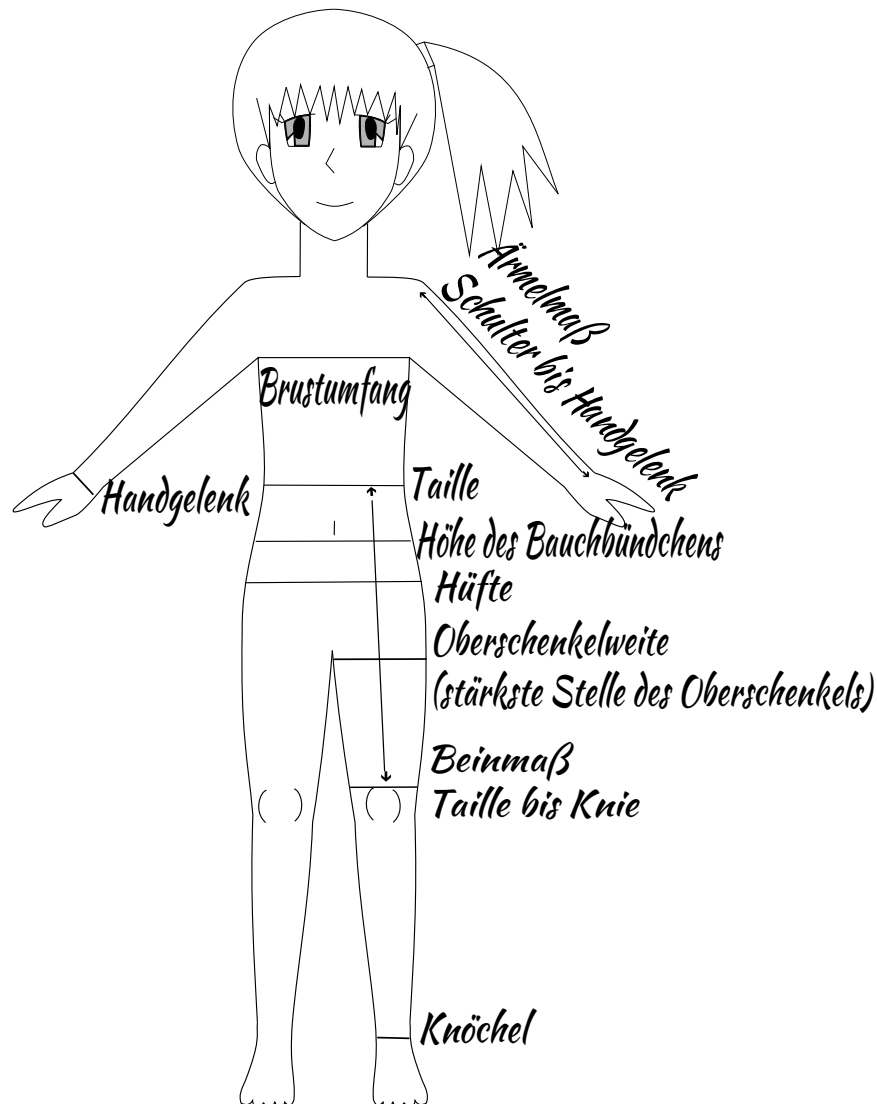 Ärmelmaß
Schulter bis Handgelenk
Brustumfang
Handgelenk
Taille
Höhe des Bauchbündchens
Hüfte
Oberschenkelweite
(stärkste Stelle des Oberschenkels)
Beinmaß
Taille bis Knie
Knöchel